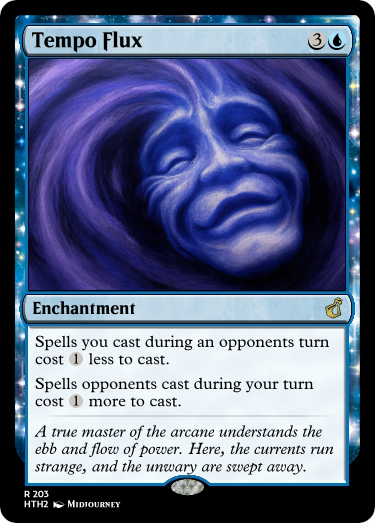 Tempo Flux 3
Enchantment
Spells you cast during an opponents turn
cost 1 less to cast.
Spells opponents cast during your turn
cost 1 more to cast.
A true master of the arcane understands the
ebb and flow of power. Here, the currents run
strange, and the unwary are swept away.
R 203
HTH2 MIDJOURNEY